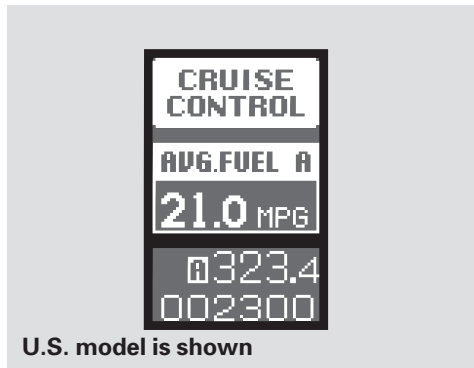 CRUISE
CONTROL
AVG.FUEL A
21.0 MPG
A323.4
002300
U.S. model is shown